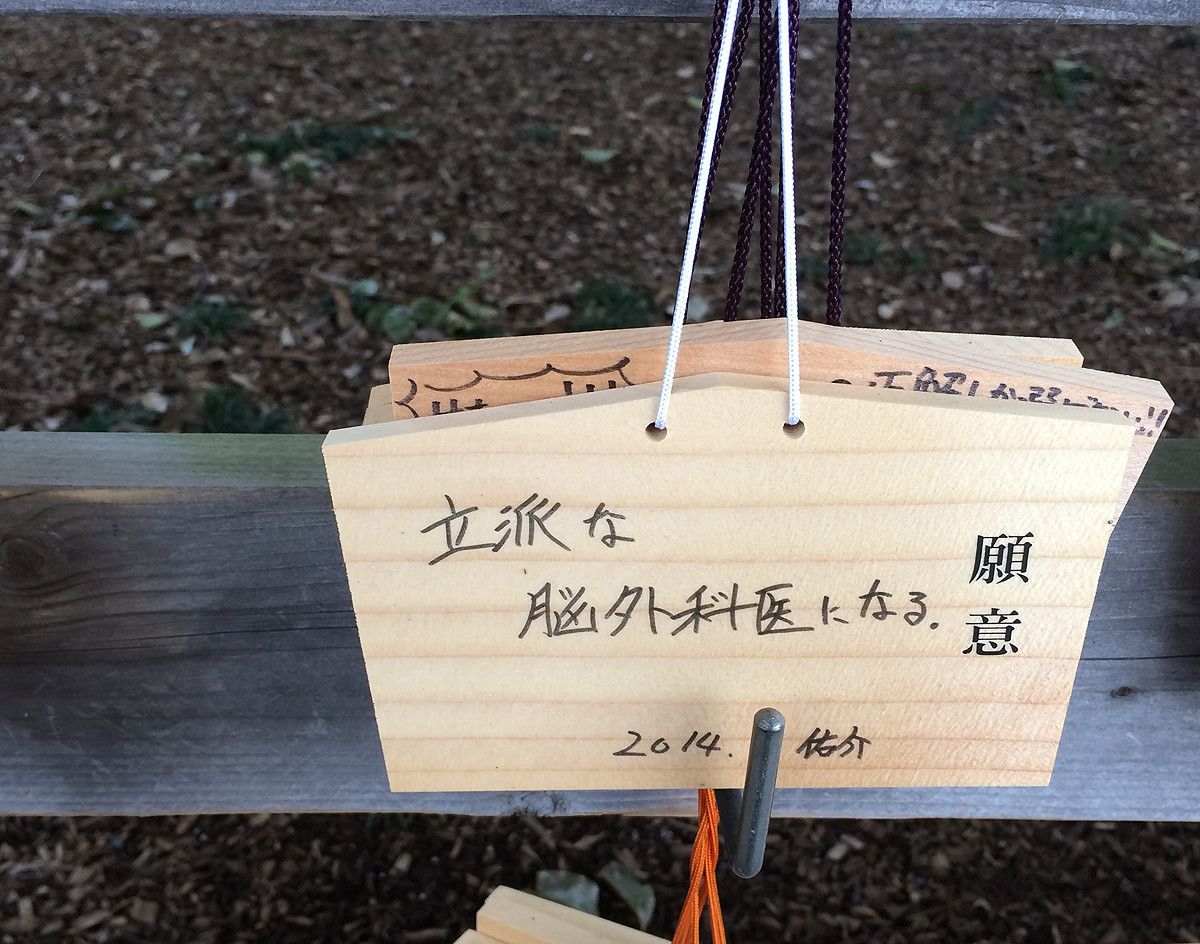 願意
立派な
脳外科医になる.
2014. 佑介